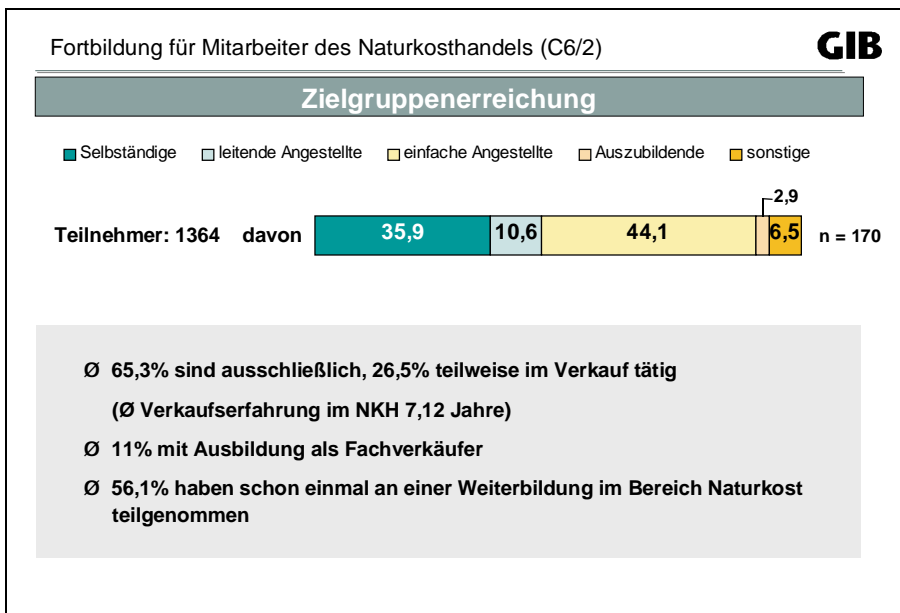 Fortbildung für Mitarbeiter des Naturkosthandels (C6/2)
GIB
Zielgruppenerreichung
Selbständige leitende Angestellte einfache Angestellte Auszubildende sonstige
2,9
Teilnehmer: 1364 davon 35,9 10,6 44,1 6,5 n = 170
Ø 65,3% sind ausschließlich, 26,5% teilweise im Verkauf tätig
(Ø Verkaufserfahrung im NKH 7,12 Jahre)
Ø 11% mit Ausbildung als Fachverkäufer
Ø 56,1% haben schon einmal an einer Weiterbildung im Bereich Naturkost
teilgenommen